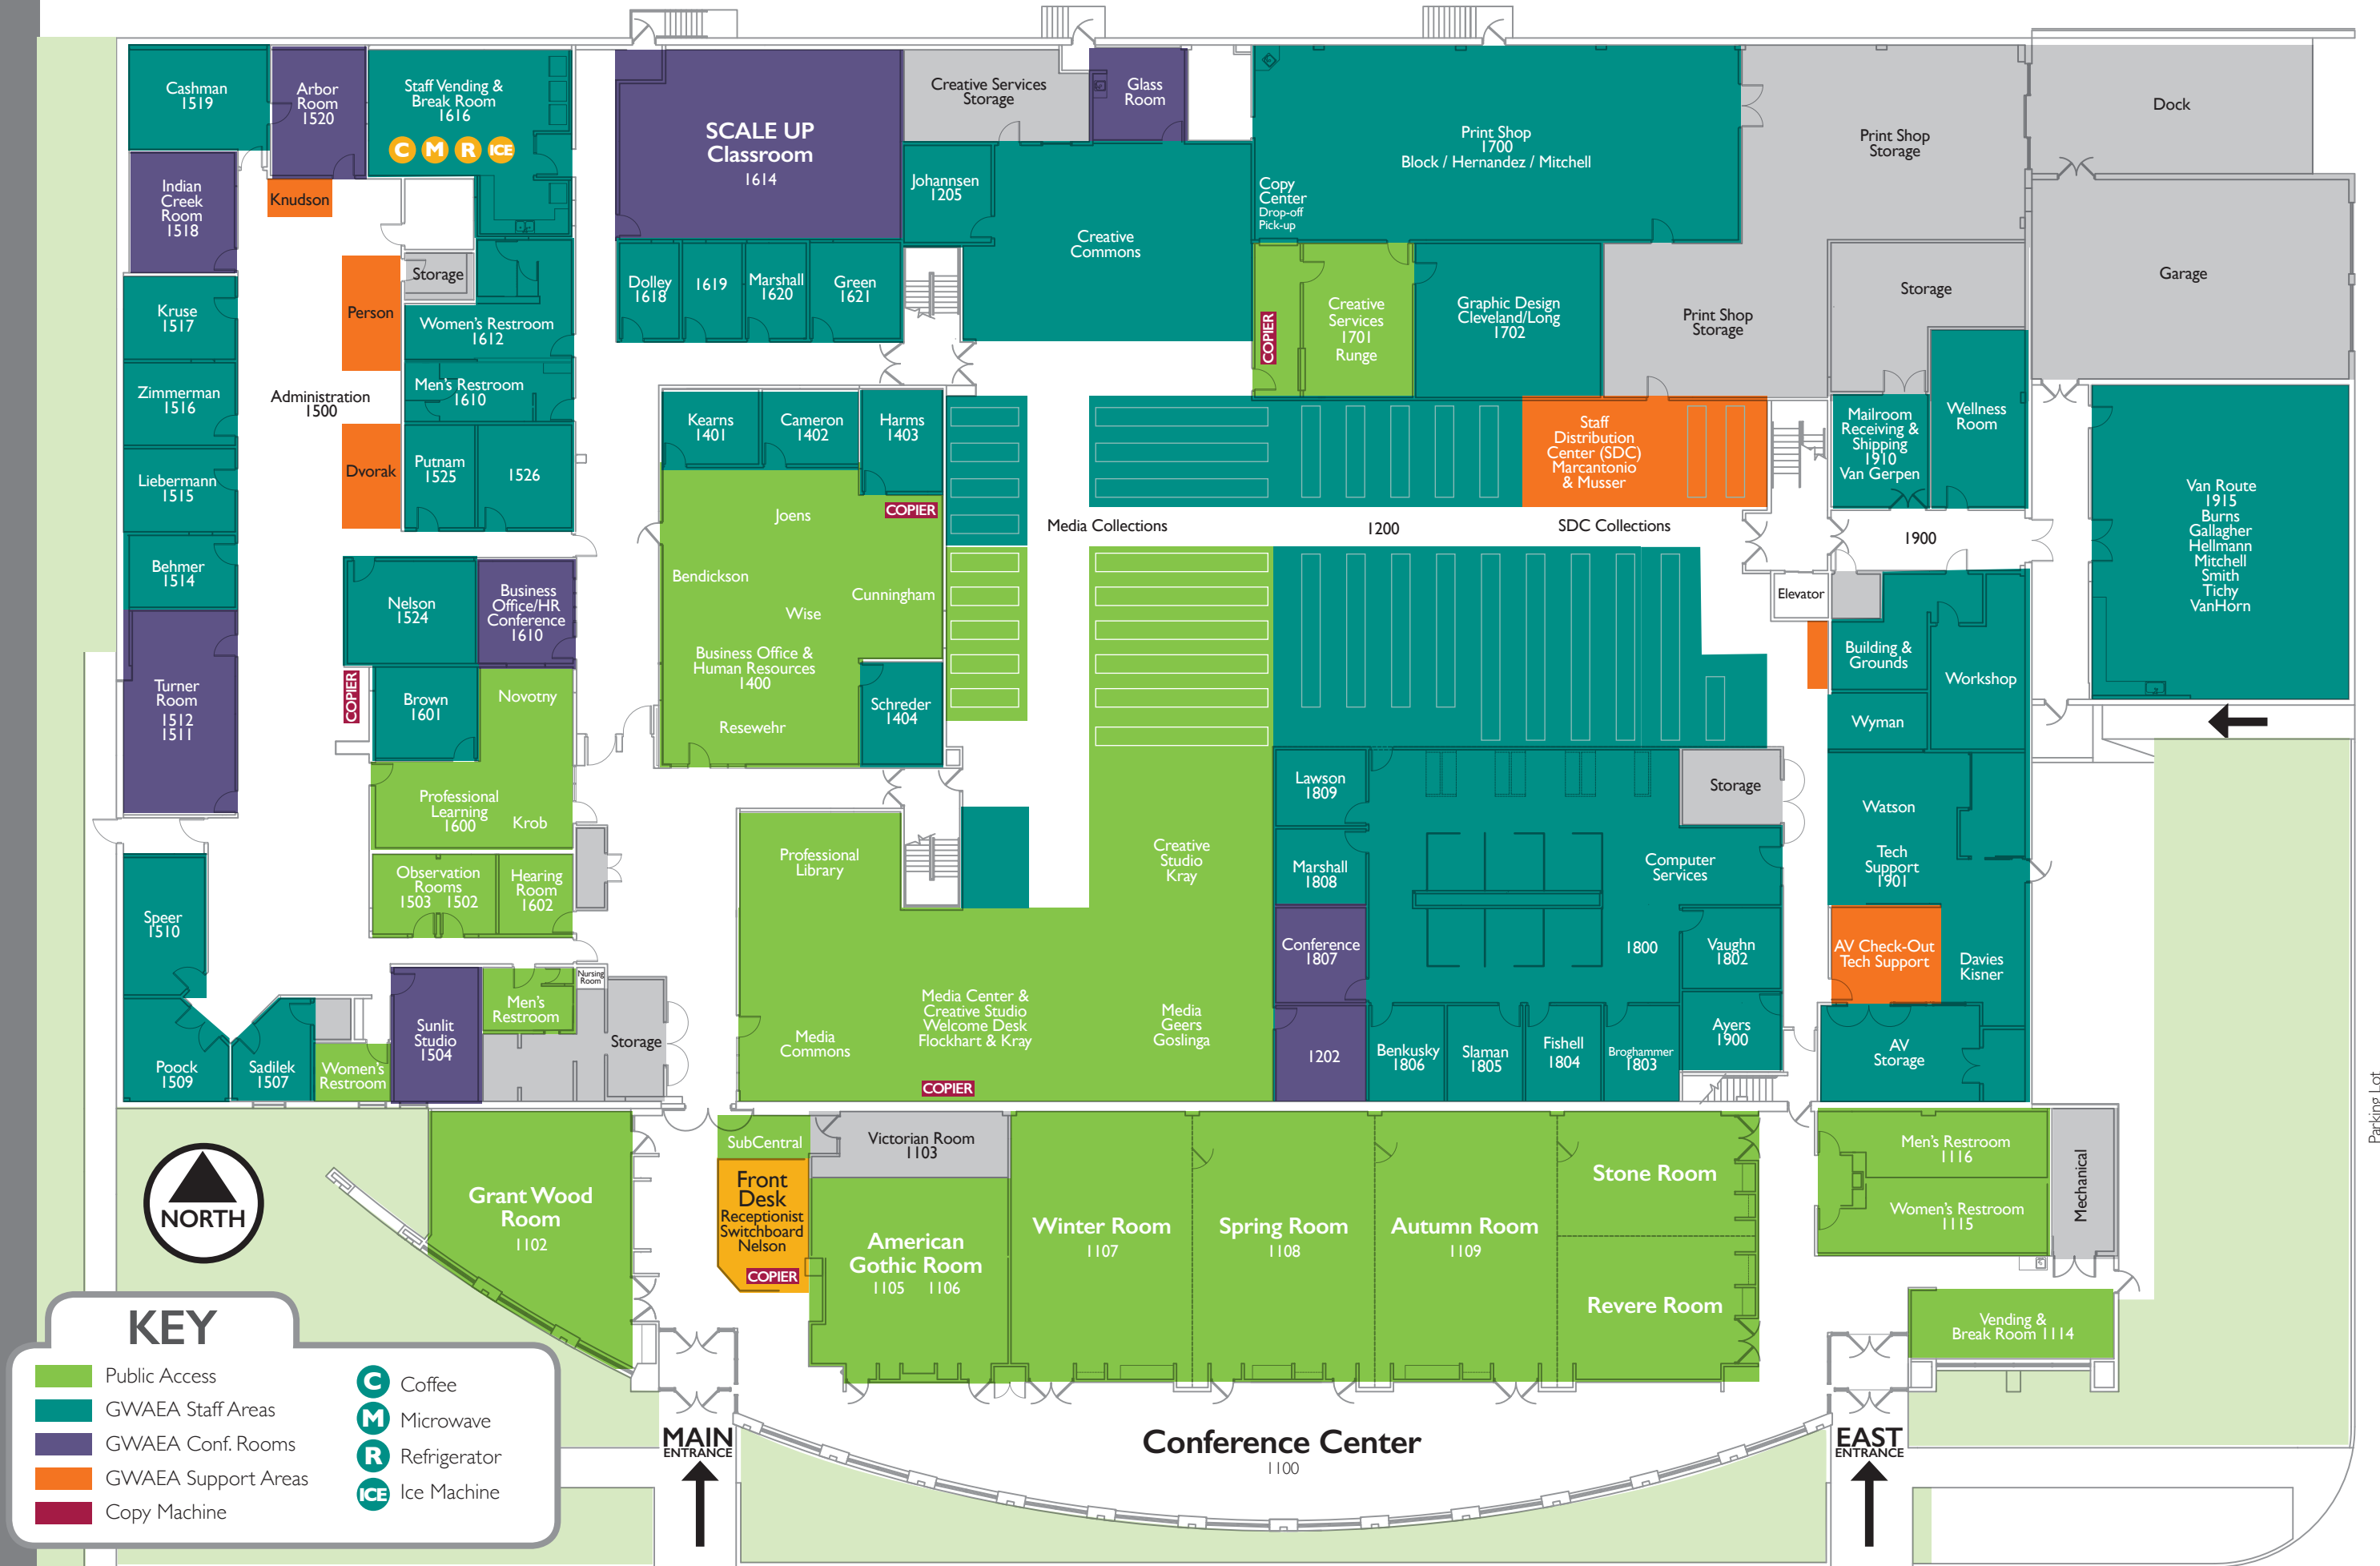 Cashman
1519
Arbor
Room
1520
Staff Vending &
Break Room
1616
C M R ICE
Indian
Creek
Room
1518
Knudson
Storage
Person
Kruse
1517
Women's Restroom
1612
Zimmerman
1516
Administration
1500
Men's Restroom
1610
Liebermann
1515
Dvorak
Putnam
1525
1526
Behmer
1514
Nelson
1524
Business
Office/HR
Conference
1610
Turner
Room
1512
1511
COPIER
Brown
1601
Novotny
Professional
Learning
1600
Krob
Observation
Rooms
1503 1502
Hearing
Room
1602
Speer
1510
Poock
1509
Sadilek
1507
Women's
Restroom
Sunlit
Studio
1504
Men's
Restroom
Nursing
Room
Storage
SCALE UP
Classroom
1614
Creative Services
Storage
Glass
Room
Johannsen
1205
Creative
Commons
Dolley
1618
1619
Marshall
1620
Green
1621
Print Shop
1700
Block / Hernandez / Mitchell
Copy
Center
Drop-off
Pick-up
Print Shop
Storage
Dock
COPIER
Creative
Services
1701
Runge
Graphic Design
Cleveland/Long
1702
Print Shop
Storage
Storage
Garage
Kearns
1401
Cameron
1402
Harms
1403
Joens
COPIER
Bendickson
Cunningham
Wise
Business Office &
Human Resources
1400
Resewehr
Schreder
1404
Staff
Distribution
Center (SDC)
Marcantonio
& Musser
Media Collections
1200
SDC Collections
Mailroom
Receiving &
Shipping
1910
Van Gerpen
Wellness
Room
1900
Van Route
1915
Burns
Gallagher
Hellmann
Mitchell
Smith
Tichy
VanHorn
Elevator
Building &
Grounds
Workshop
Wyman
Watson
Tech
Support
1901
AV Check-Out
Tech Support
Davies
Kisner
AV
Storage
Professional
Library
Creative
Studio
Kray
Media Center &
Creative Studio
Welcome Desk
Flockhart & Kray
Media
Commons
Media
Geers
Goslinga
COPIER
Lawson
1809
Storage
Marshall
1808
Computer
Services
Conference
1807
1800
Vaughn
1802
1202
Benkusky
1806
Slaman
1805
Fishell
1804
Broghammer
1803
Ayers
1900
Parking Lot
NORTH
Grant Wood
Room
1102
SubCentral
Front
Desk
Receptionist
Switchboard
Nelson
COPIER
Victorian Room
1103
American
Gothic Room
1105 1106
Winter Room
1107
Spring Room
1108
Autumn Room
1109
Stone Room
Revere Room
Men's Restroom
1116
Women's Restroom
1115
Mechanical
Vending &
Break Room 1114
MAIN
ENTRANCE
Conference Center
1100
EAST
ENTRANCE
KEY
Public Access
GWAEA Staff Areas
GWAEA Conf. Rooms
GWAEA Support Areas
Copy Machine
C Coffee
M Microwave
R Refrigerator
ICE Ice Machine